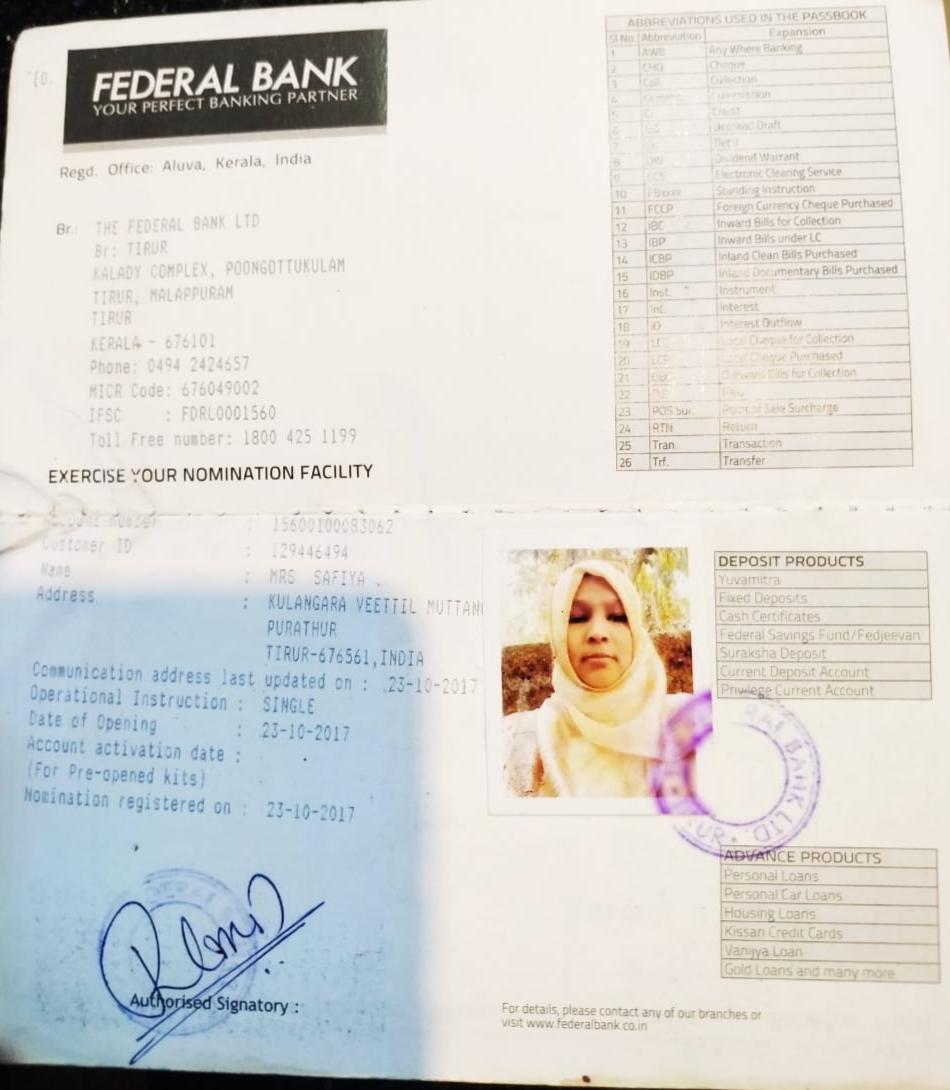 FEDERAL BANK
YOUR PERFECT BANKING PARTNER
Regd. Office: Aluva, Kerala, India
Br.: THE FEDERAL BANK LTD
Br: TIRUR
KALADY COMPLEX, POONGOTTUKULAM
TIRUR, MALAPPURAM
TIRUR
KERALA - 676101
Phone: 0494 2424657
MICR Code: 676049002
IFSC : FDRL0001560
Toll Free number: 1800 425 1199
EXERCISE YOUR NOMINATION FACILITY
ABBREVIATIONS USED IN THE PASSBOOK
Sl No. Abbreviation Expansion
1 AWB Any Where Banking
2 CHQ Cheque
3 Coll Collection
4 Commission
5 Cr Credit
6 Demand Draft
7
8 DW Dividend Warrant
9 ECS Electronic Clearing Service
10 Standing Instruction
11 FCCP Foreign Currency Cheque Purchased
12 IBC Inward Bills for Collection
13 IBP Inward Bills under LC
14 ICBP Inland Clean Bills Purchased
15 IDBP Inland Documentary Bills Purchased
16 Inst. Instrument
17 Int. Interest
18 IO Interest Outflow
19 LCC Local Cheque for Collection
20 LCP Local Cheque Purchased
21 OBC Outward Bills for Collection
22
23 POS Sur. Point of Sale Surcharge
24 RTN Return
25 Tran. Transaction
26 Trf. Transfer
Account Number : 15600100083062
Customer ID : 129446494
Name : MRS SAFIYA .
Address : KULANGARA VEETTIL MUTTAN
PURATHUR
TIRUR-676561,INDIA
Communication address last updated on : 23-10-2017
Operational Instruction : SINGLE
Date of Opening : 23-10-2017
Account activation date :
(For Pre-opened kits)
Nomination registered on : 23-10-2017
Authorised Signatory :
DEPOSIT PRODUCTS
Yuvamitra
Fixed Deposits
Cash Certificates
Federal Savings Fund/Fedjeevan
Suraksha Deposit
Current Deposit Account
Privilege Current Account
BANK LTD.
ADVANCE PRODUCTS
Personal Loans
Personal Car Loans
Housing Loans
Kissan Credit Cards
Vanijya Loan
Gold Loans and many more
For details, please contact any of our branches or
visit www.federalbank.co.in